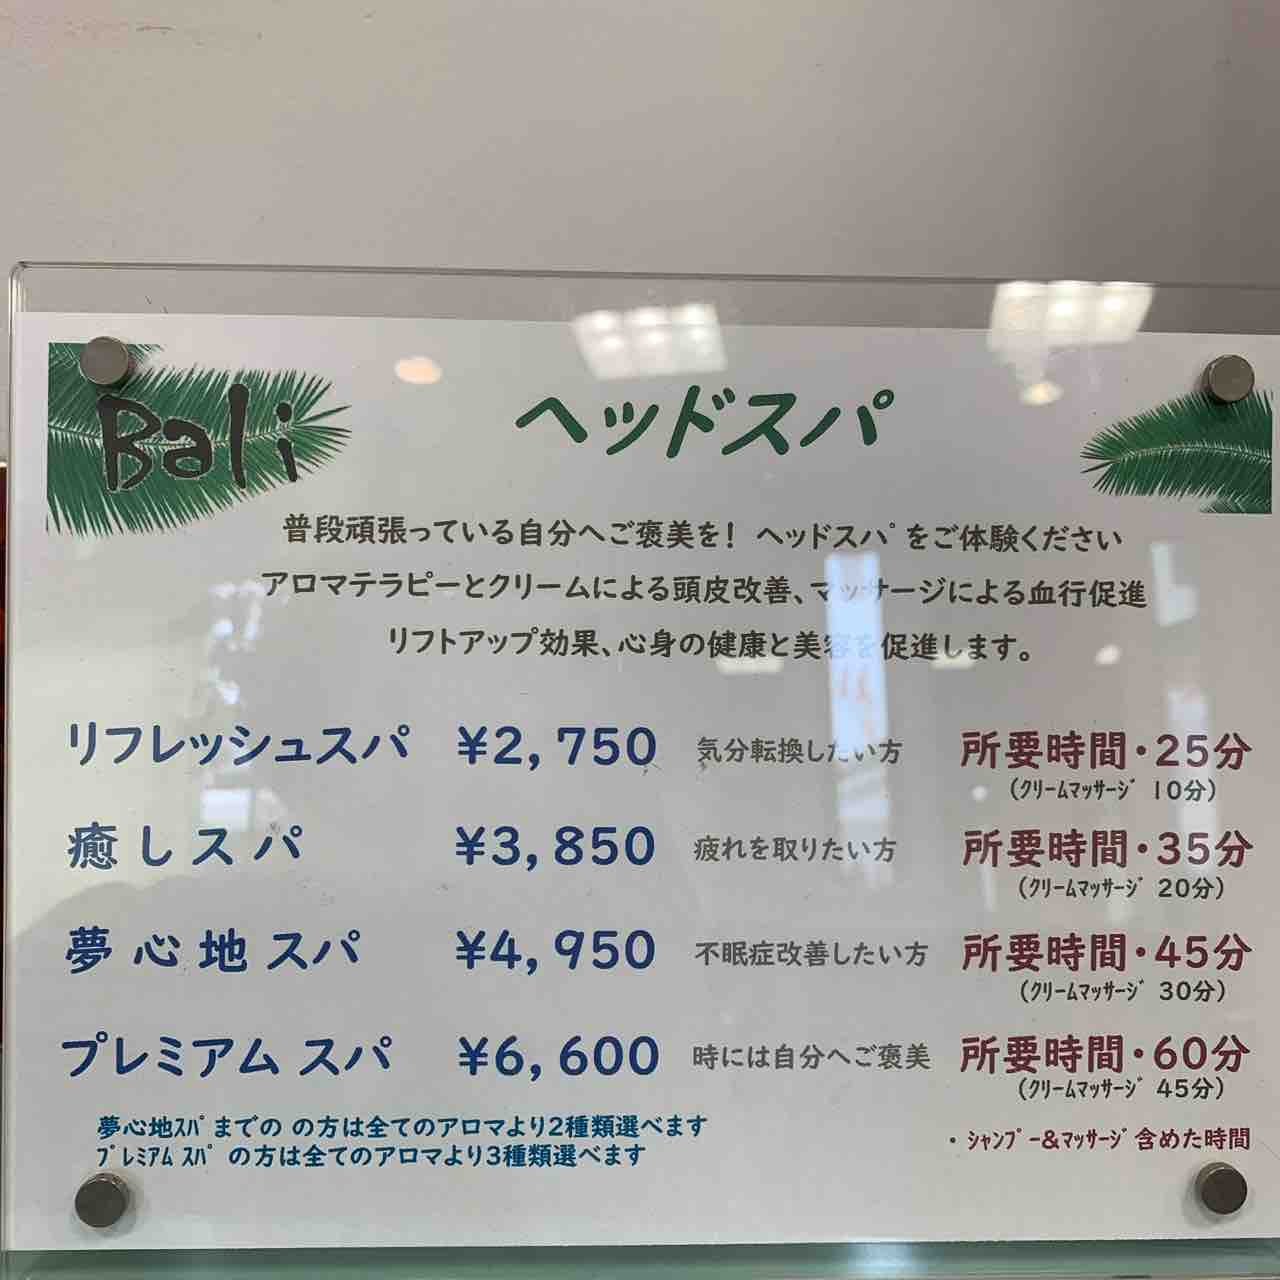 Bali
ヘッドスパ
普段頑張っている自分へご褒美を! ヘッドスパをご体験ください
アロマテラピーとクリームによる頭皮改善、マッサージによる血行促進
リフトアップ効果、心身の健康と美容を促進します。
リフレッシュスパ ¥2,750 気分転換したい方 所要時間・25分
(クリームマッサージ 10分)
癒しスパ ¥3,850 疲れを取りたい方 所要時間・35分
(クリームマッサージ 20分)
夢心地スパ ¥4,950 不眠症改善したい方 所要時間・45分
(クリームマッサージ 30分)
プレミアムスパ ¥6,600 時には自分へご褒美 所要時間・60分
(クリームマッサージ 45分)
夢心地スパまでの の方は全てのアロマより2種類選べます
プレミアムスパの方は全てのアロマより3種類選べます
・シャンプー&マッサージ含めた時間